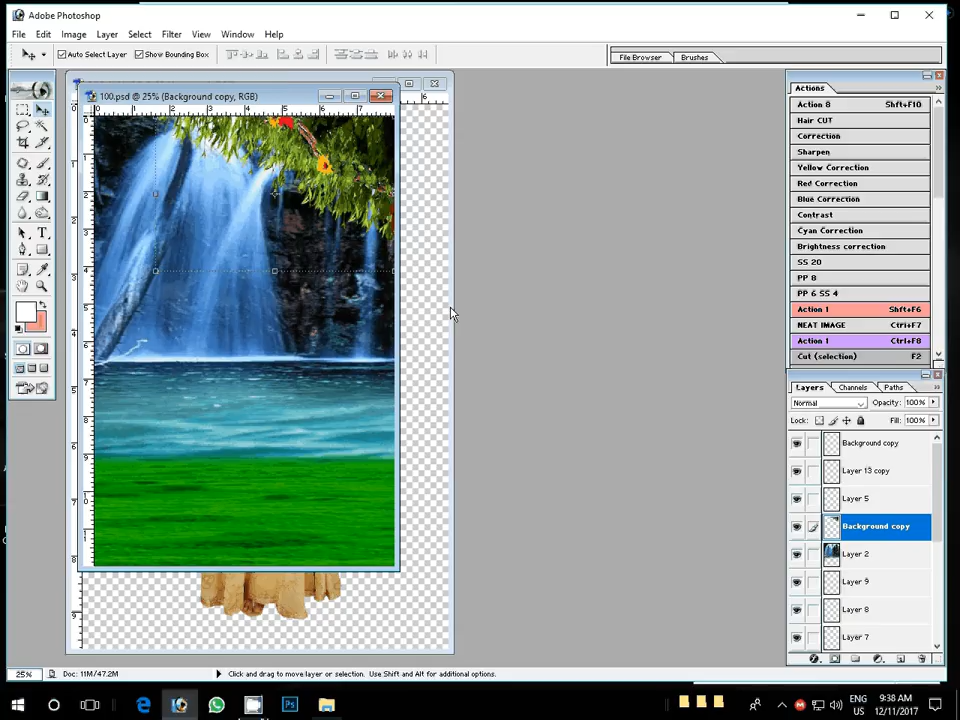 Adobe Photoshop
File Edit Image Layer Select Filter View Window Help
Auto Select Layer Show Bounding Box
File Browser Brushes
100.psd @ 25% (Background copy, RGB)
Actions
Action 8 Shft+F10
Hair CUT
Correction
Sharpen
Yellow Correction
Red Correction
Blue Correction
Contrast
Cyan Correction
Brightness correction
SS 20
PP 8
PP 6 SS 4
Action 1 Shft+F6
NEAT IMAGE Ctrl+F7
Action 1 Ctrl+F8
Cut (selection) F2
Layers Channels Paths
Normal Opacity: 100%
Lock: Fill: 100%
Background copy
Layer 13 copy
Layer 5
Background copy
Layer 2
Layer 9
Layer 8
Layer 7
25% Doc: 11M/47.2M Click and drag to move layer or selection. Use Shift and Alt for additional options.
ENG
US
9:38 AM
12/11/2017